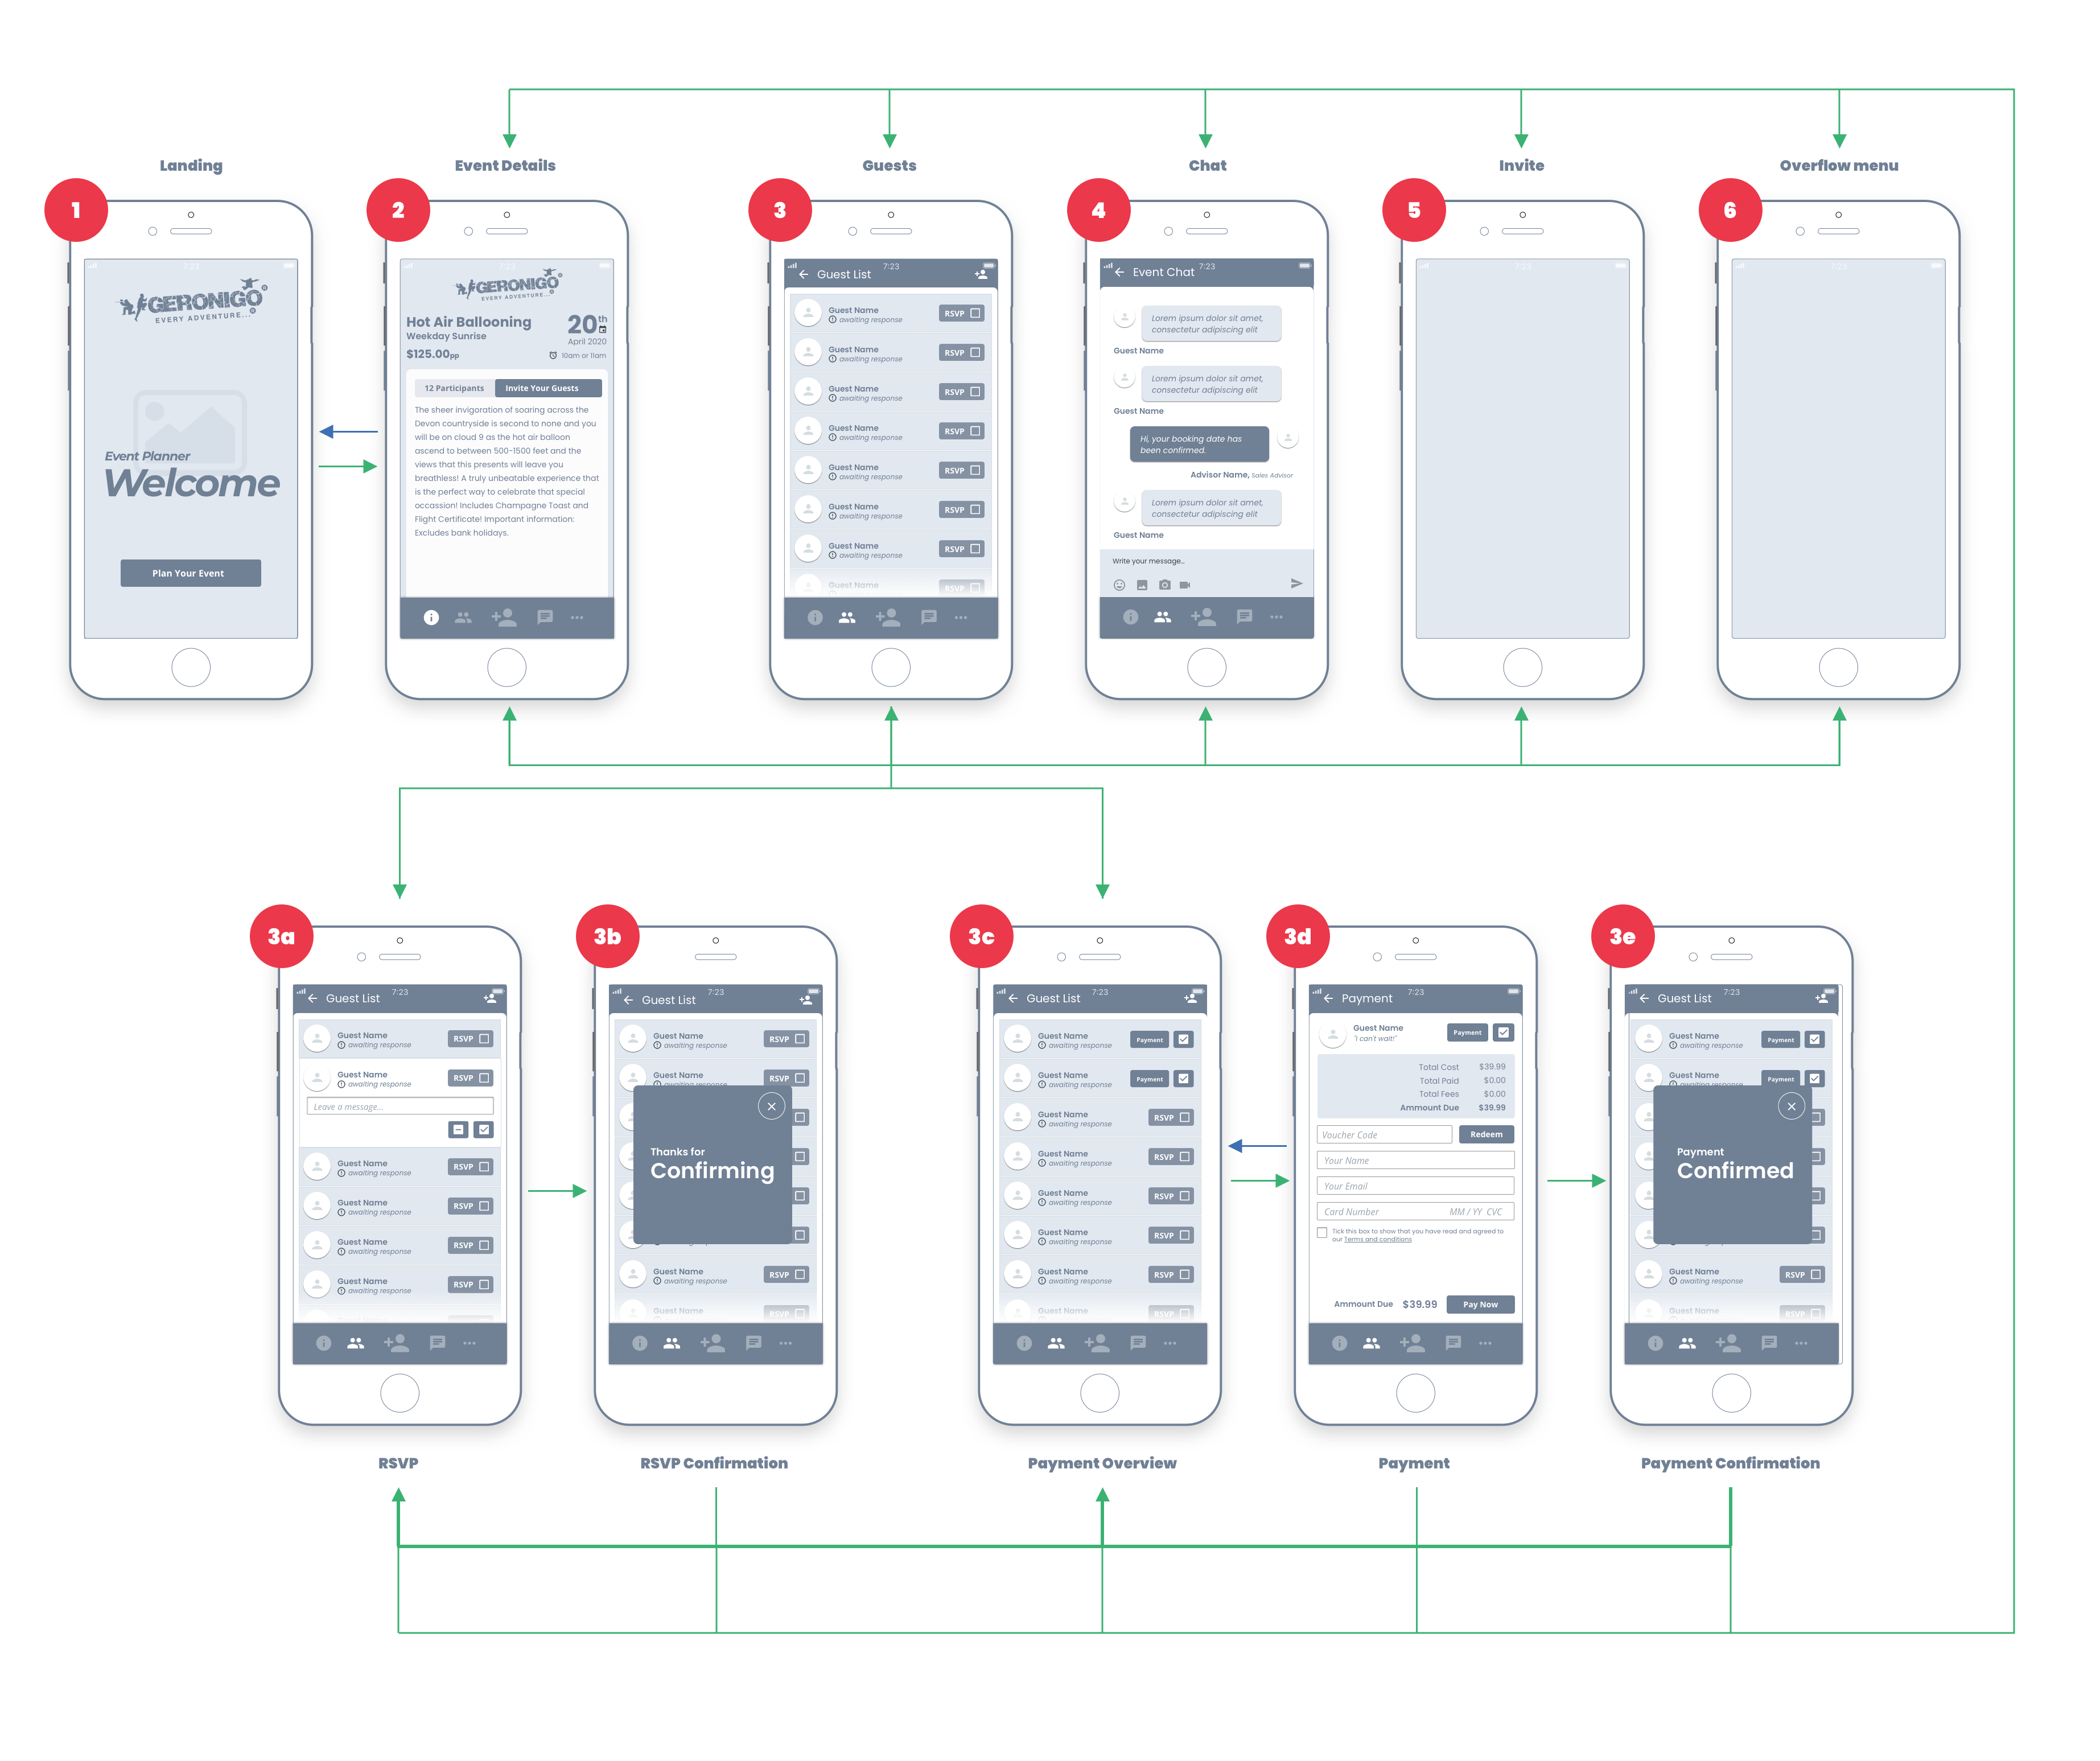 Landing
Event Details
Guests
Chat
Invite
Overflow menu
1
2
3
4
5
6
7:23
GERONIGO®
EVERY ADVENTURE...®
Event Planner
Welcome
Plan Your Event
7:23
GERONIGO®
EVERY ADVENTURE...®
Hot Air Ballooning
Weekday Sunrise
$125.00pp
20th
April 2020
10am or 11am
12 Participants
Invite Your Guests
The sheer invigoration of soaring across the
Devon countryside is second to none and you
will be on cloud 9 as the hot air balloon
ascend to between 500-1500 feet and the
views that this presents will leave you
breathless! A truly unbeatable experience that
is the perfect way to celebrate that special
occassion! Includes Champagne Toast and
Flight Certificate! Important information:
Excludes bank holidays.
7:23
Guest List
Guest Name
awaiting response
RSVP
Guest Name
awaiting response
RSVP
Guest Name
awaiting response
RSVP
Guest Name
awaiting response
RSVP
Guest Name
awaiting response
RSVP
Guest Name
awaiting response
RSVP
Guest Name
awaiting response
RSVP
Guest Name
RSVP
7:23
Event Chat
Lorem ipsum dolor sit amet,
consectetur adipiscing elit
Guest Name
Lorem ipsum dolor sit amet,
consectetur adipiscing elit
Guest Name
Hi, your booking date has
been confirmed.
Advisor Name, Sales Advisor
Lorem ipsum dolor sit amet,
consectetur adipiscing elit
Guest Name
Write your message...
7:23
7:23
3a
3b
3c
3d
3e
7:23
Guest List
Guest Name
awaiting response
RSVP
Guest Name
awaiting response
RSVP
Leave a message...
Guest Name
awaiting response
RSVP
Guest Name
awaiting response
RSVP
Guest Name
awaiting response
RSVP
Guest Name
awaiting response
RSVP
7:23
Guest List
Guest Name
awaiting response
RSVP
Guest Name
awaiting response
RSVP
Thanks for
Confirming
Guest Name
awaiting response
RSVP
Guest Name
RSVP
7:23
Guest List
Guest Name
awaiting response
Payment
Guest Name
awaiting response
Payment
Guest Name
awaiting response
RSVP
Guest Name
awaiting response
RSVP
Guest Name
awaiting response
RSVP
Guest Name
awaiting response
RSVP
Guest Name
awaiting response
RSVP
Guest Name
RSVP
7:23
Payment
Guest Name
"I can't wait!"
Payment
Total Cost $39.99
Total Paid $0.00
Total Fees $0.00
Ammount Due $39.99
Voucher Code
Redeem
Your Name
Your Email
Card Number MM / YY CVC
Tick this box to show that you have read and agreed to
our Terms and conditions
Ammount Due $39.99
Pay Now
7:23
Guest List
Guest Name
awaiting response
Payment
Guest Name
awaiting response
Payment
Payment
Confirmed
Guest Name
awaiting response
RSVP
Guest Name
RSVP
RSVP
RSVP Confirmation
Payment Overview
Payment
Payment Confirmation